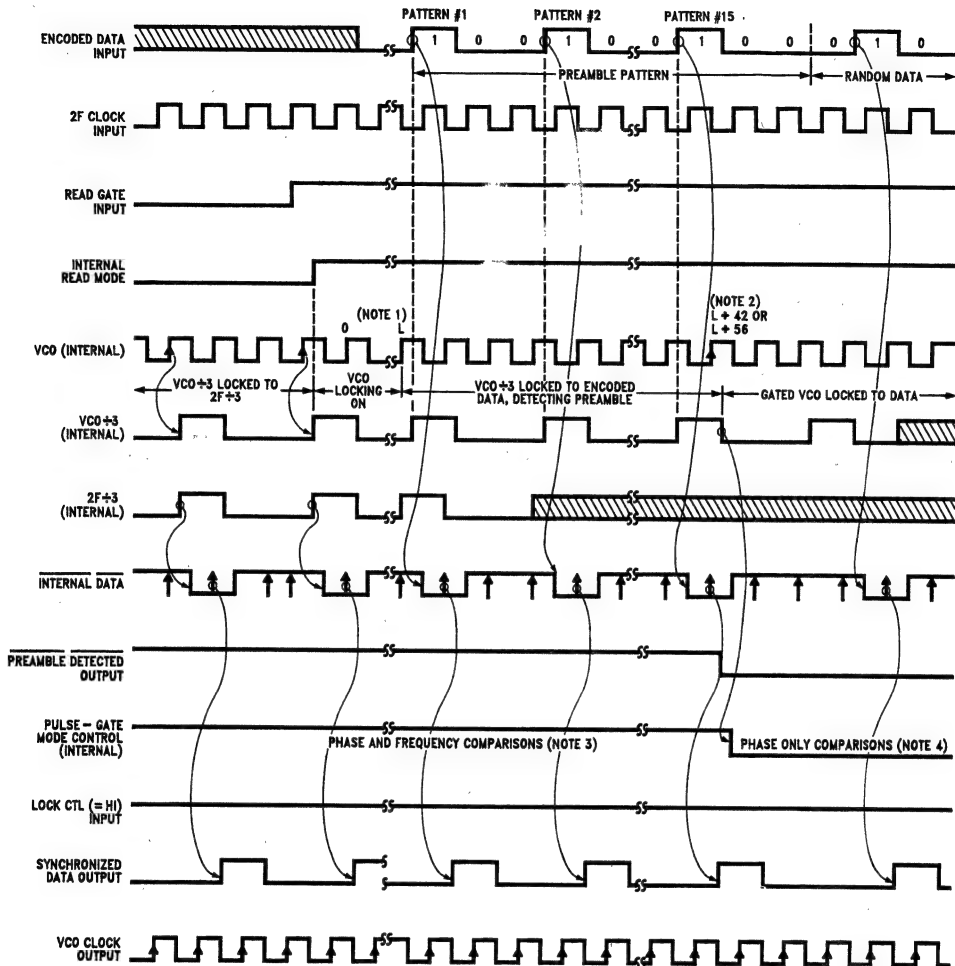 PATTERN #1 PATTERN #2 PATTERN #15
ENCODED DATA
INPUT
1 0 0 1 0 0 1 0 0 0 1 0
PREAMBLE PATTERN RANDOM DATA
2F CLOCK
INPUT
READ GATE
INPUT
INTERNAL
READ MODE
0 (NOTE 1) L
(NOTE 2)
L + 42 OR
L + 56
VCO (INTERNAL)
VCO÷3 LOCKED TO
2F÷3
VCO
LOCKING
ON
VCO÷3 LOCKED TO ENCODED
DATA, DETECTING PREAMBLE
GATED VCO LOCKED TO DATA
VCO÷3
(INTERNAL)
2F÷3
(INTERNAL)
INTERNAL DATA
PREAMBLE DETECTED
OUTPUT
PULSE - GATE
MODE CONTROL
(INTERNAL)
PHASE AND FREQUENCY COMPARISONS (NOTE 3) PHASE ONLY COMPARISONS (NOTE 4)
LOCK CTL (= HI)
INPUT
SYNCHRONIZED
DATA OUTPUT
VCO CLOCK
OUTPUT